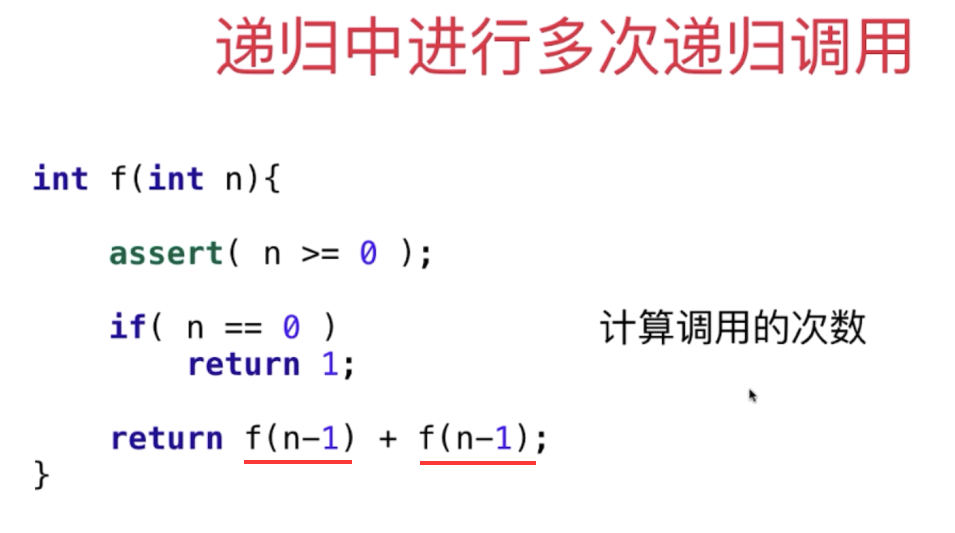 递归中进行多次递归调用
int f(int n){
assert( n >= 0 );
if( n == 0 )
计算调用的次数
return 1;
return f(n-1) + f(n-1);
}